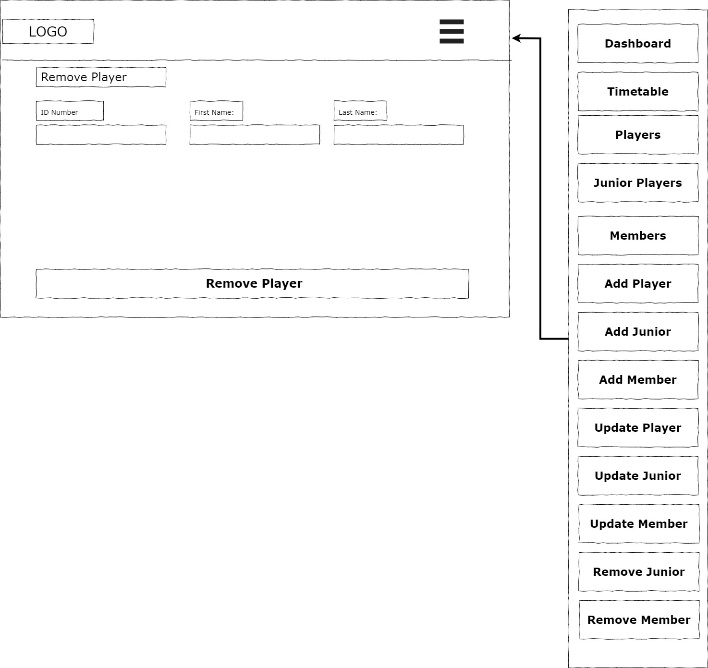 LOGO
Remove Player
ID Number
First Name:
Last Name:
Remove Player
Dashboard
Timetable
Players
Junior Players
Members
Add Player
Add Junior
Add Member
Update Player
Update Junior
Update Member
Remove Junior
Remove Member